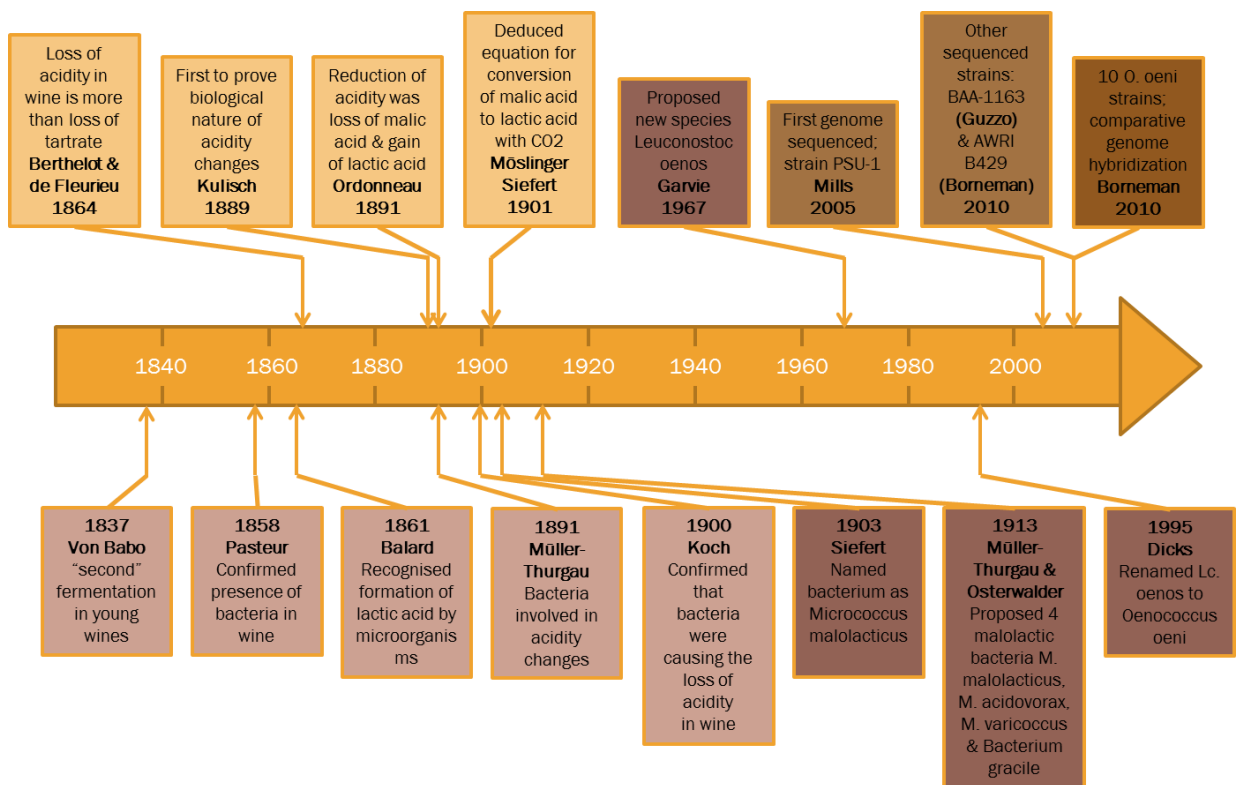 Loss of
acidity in
wine is more
than loss of
tartrate
Berthelot &
de Fleurieu
1864
First to prove
biological
nature of
acidity
changes
Kulisch
1889
Reduction of
acidity was
loss of malic
acid & gain
of lactic acid
Ordonneau
1891
Deduced
equation for
conversion
of malic acid
to lactic acid
with CO2
Möslinger
Siefert
1901
Proposed
new species
Leuconostoc
oenos
Garvie
1967
First genome
sequenced;
strain PSU-1
Mills
2005
Other
sequenced
strains:
BAA-1163
(Guzzo)
& AWRI
B429
(Borneman)
2010
10 O. oeni
strains;
comparative
genome
hybridization
Borneman
2010
1840 1860 1880 1900 1920 1940 1960 1980 2000
1837
Von Babo
"second"
fermentation
in young
wines
1858
Pasteur
Confirmed
presence of
bacteria in
wine
1861
Balard
Recognised
formation of
lactic acid by
microorganis
ms
1891
Müller-
Thurgau
Bacteria
involved in
acidity
changes
1900
Koch
Confirmed
that
bacteria
were
causing the
loss of
acidity
in wine
1903
Siefert
Named
bacterium as
Micrococcus
malolacticus
1913
Müller-
Thurgau &
Osterwalder
Proposed 4
malolactic
bacteria M.
malolacticus,
M. acidovorax,
M. varicoccus
& Bacterium
gracile
1995
Dicks
Renamed Lc.
oenos to
Oenococcus
oeni